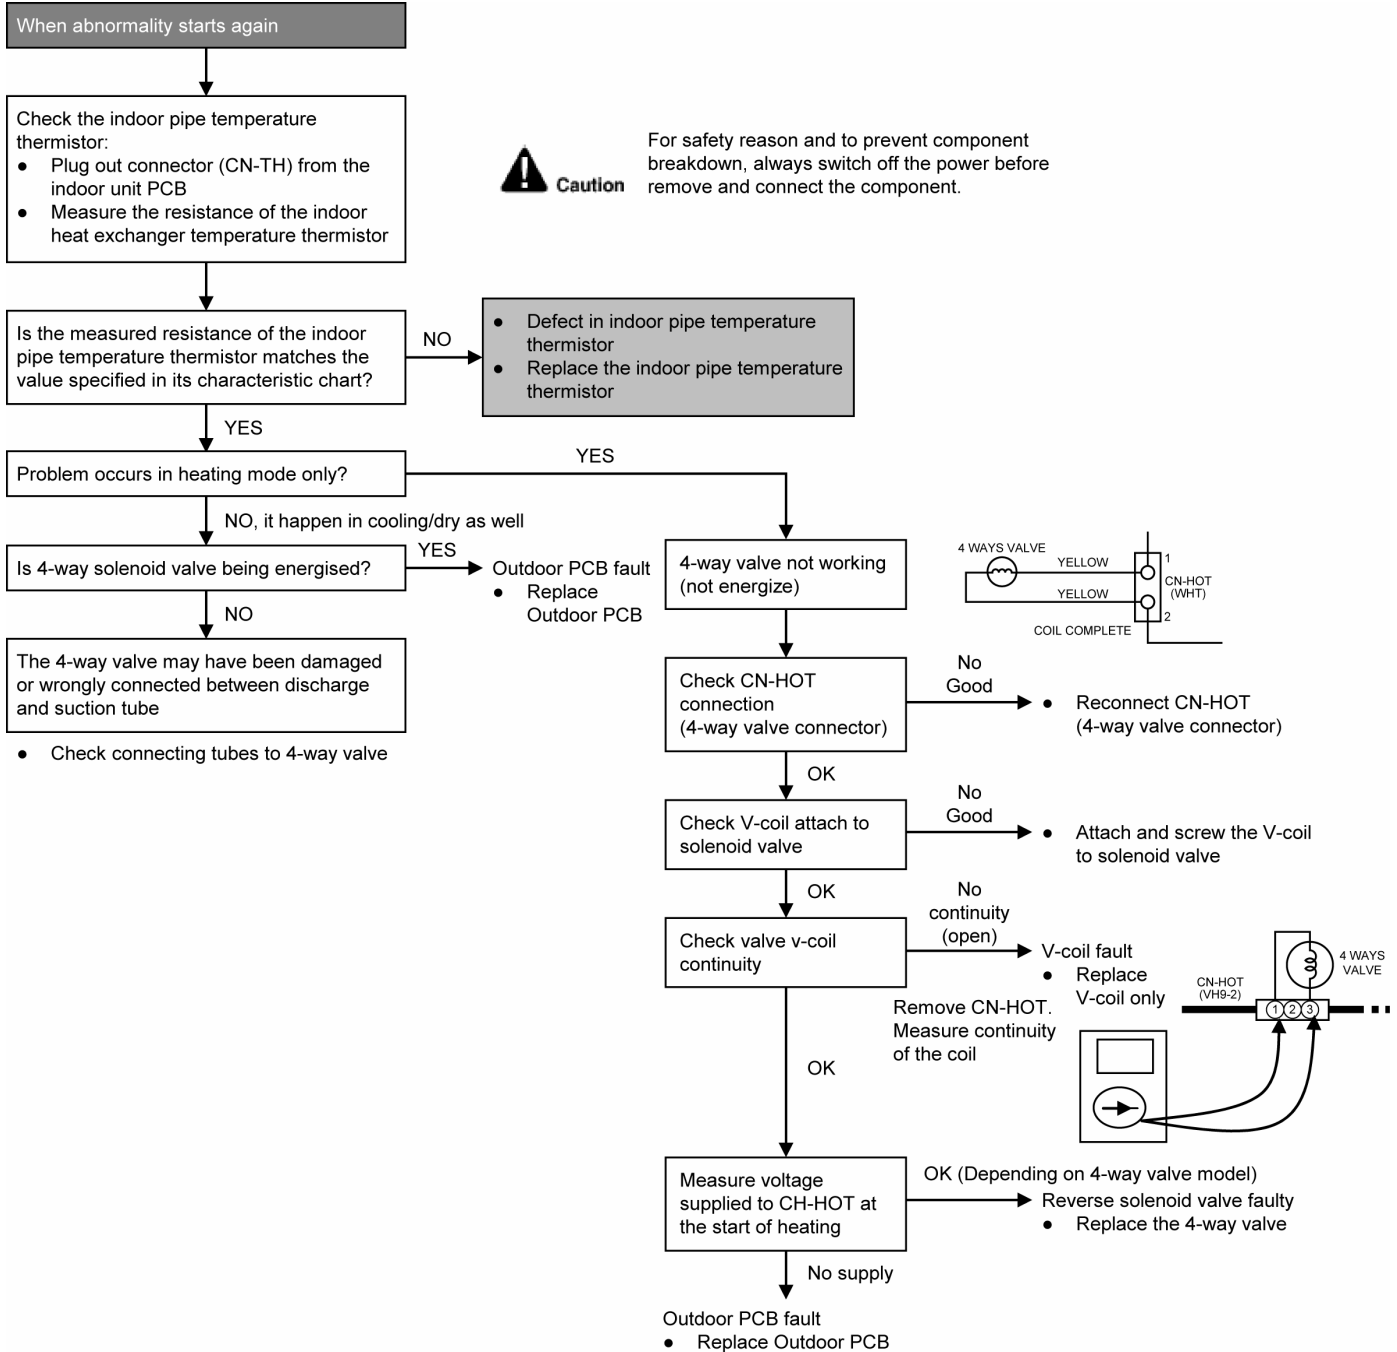 When abnormality starts again
Check the indoor pipe temperature
thermistor:
● Plug out connector (CN-TH) from the
indoor unit PCB
● Measure the resistance of the indoor
heat exchanger temperature thermistor
Caution
For safety reason and to prevent component
breakdown, always switch off the power before
remove and connect the component.
Is the measured resistance of the indoor
pipe temperature thermistor matches the
value specified in its characteristic chart?
NO
● Defect in indoor pipe temperature
thermistor
● Replace the indoor pipe temperature
thermistor
YES
Problem occurs in heating mode only?
YES
NO, it happen in cooling/dry as well
Is 4-way solenoid valve being energised?
YES
Outdoor PCB fault
● Replace
Outdoor PCB
NO
The 4-way valve may have been damaged
or wrongly connected between discharge
and suction tube
● Check connecting tubes to 4-way valve
4-way valve not working
(not energize)
4 WAYS VALVE
YELLOW
YELLOW
1
CN-HOT
(WHT)
2
COIL COMPLETE
Check CN-HOT
connection
(4-way valve connector)
No
Good
● Reconnect CN-HOT
(4-way valve connector)
OK
Check V-coil attach to
solenoid valve
No
Good
● Attach and screw the V-coil
to solenoid valve
OK
Check valve v-coil
continuity
No
continuity
(open)
V-coil fault
● Replace
V-coil only
Remove CN-HOT.
Measure continuity
of the coil
CN-HOT
(VH9-2)
4 WAYS
VALVE
1 2 3
OK
Measure voltage
supplied to CH-HOT at
the start of heating
OK (Depending on 4-way valve model)
Reverse solenoid valve faulty
● Replace the 4-way valve
No supply
Outdoor PCB fault
● Replace Outdoor PCB